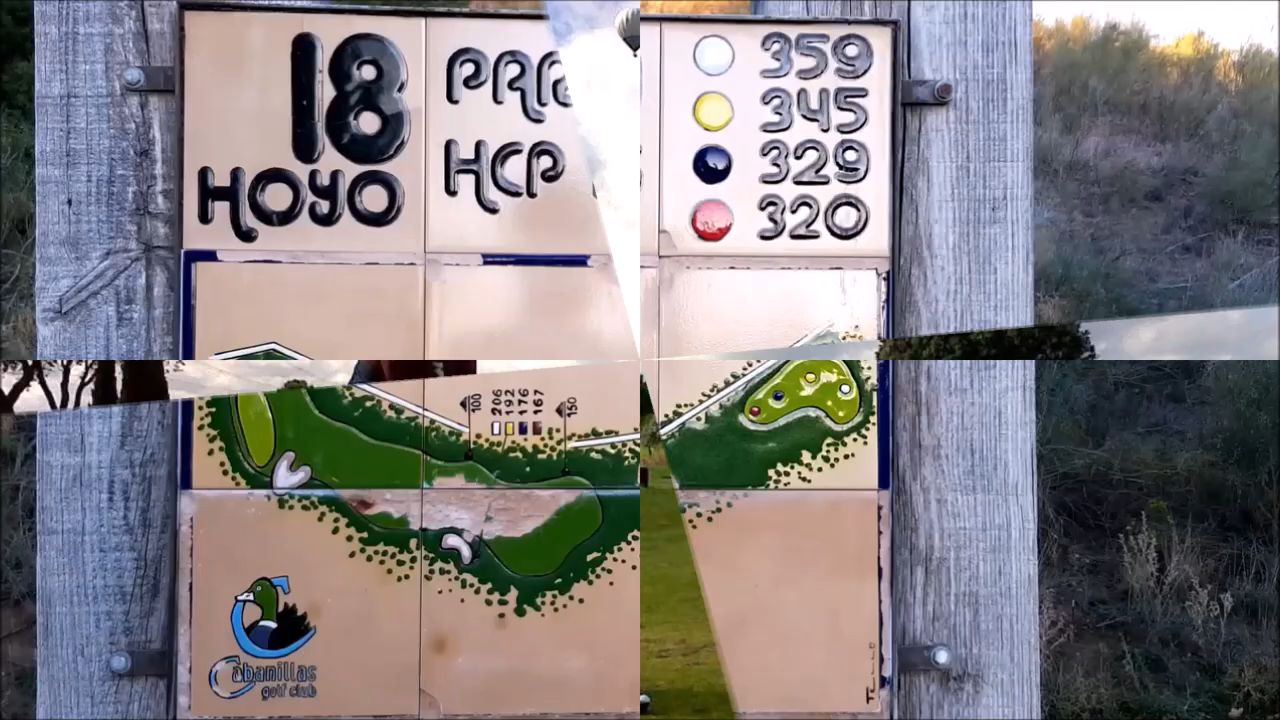 18
HOYO
HCP
359
345
329
320
100
206
192
176
167
150
Cabanillas
golf club